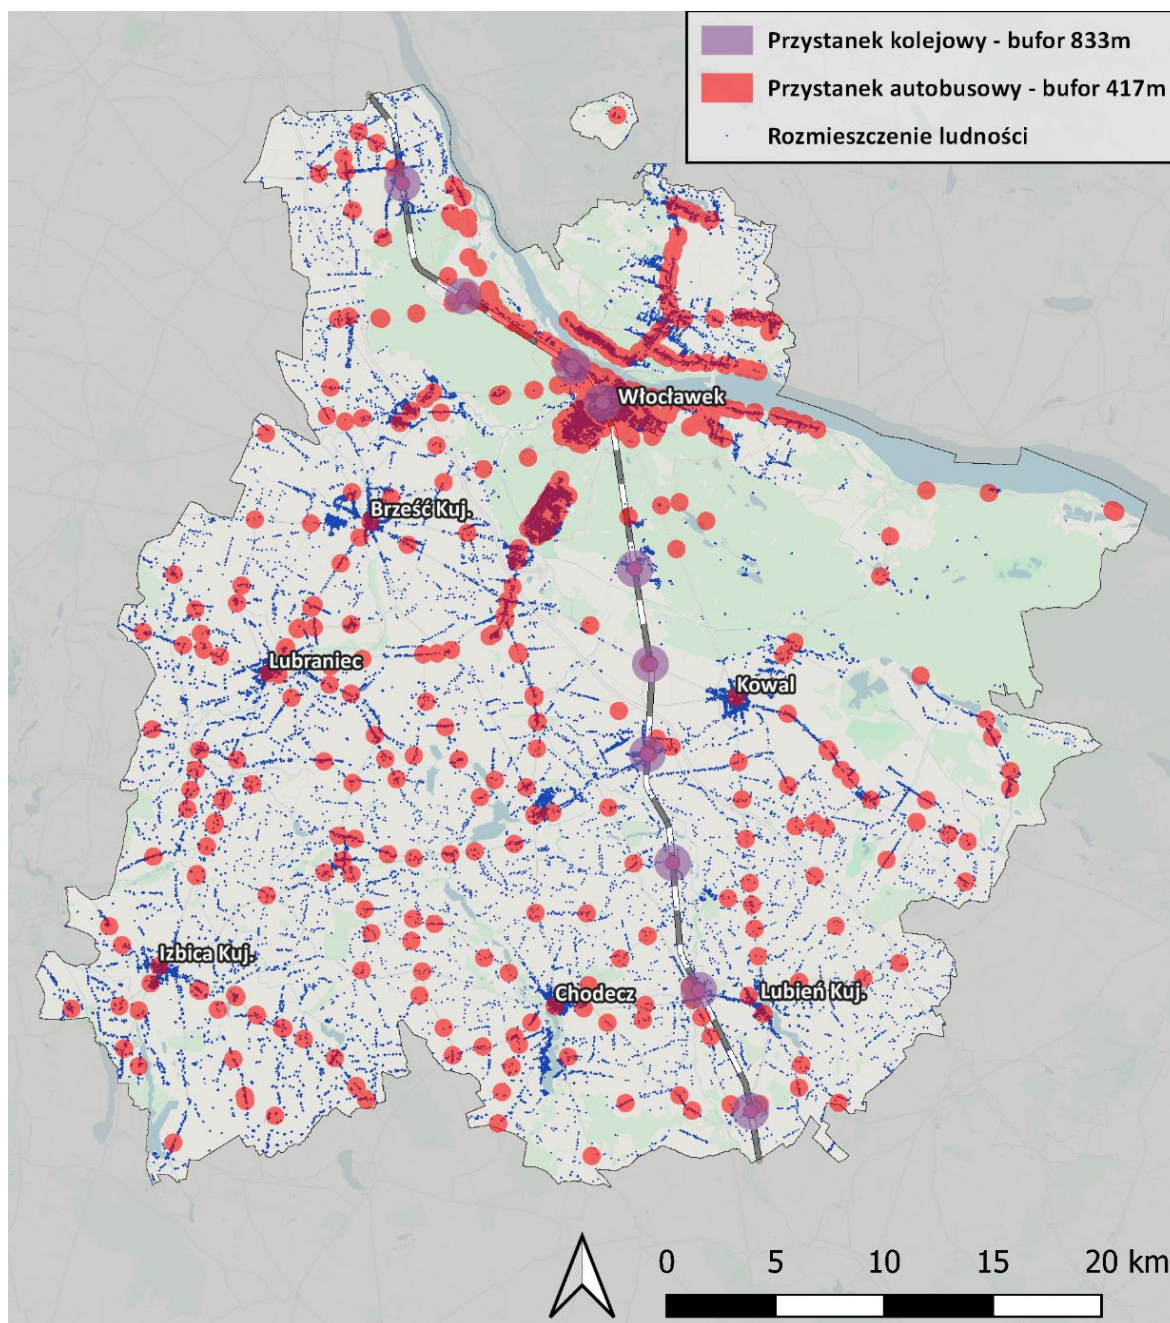 Przystanek kolejowy - bufor 833m
Przystanek autobusowy - bufor 417m
Rozmieszczenie ludności
Włocławek
Brześć Kuj.
Lubraniec
Kowal
Izbica Kuj.
Chodecz
Lubień Kuj.
0 5 10 15 20 km